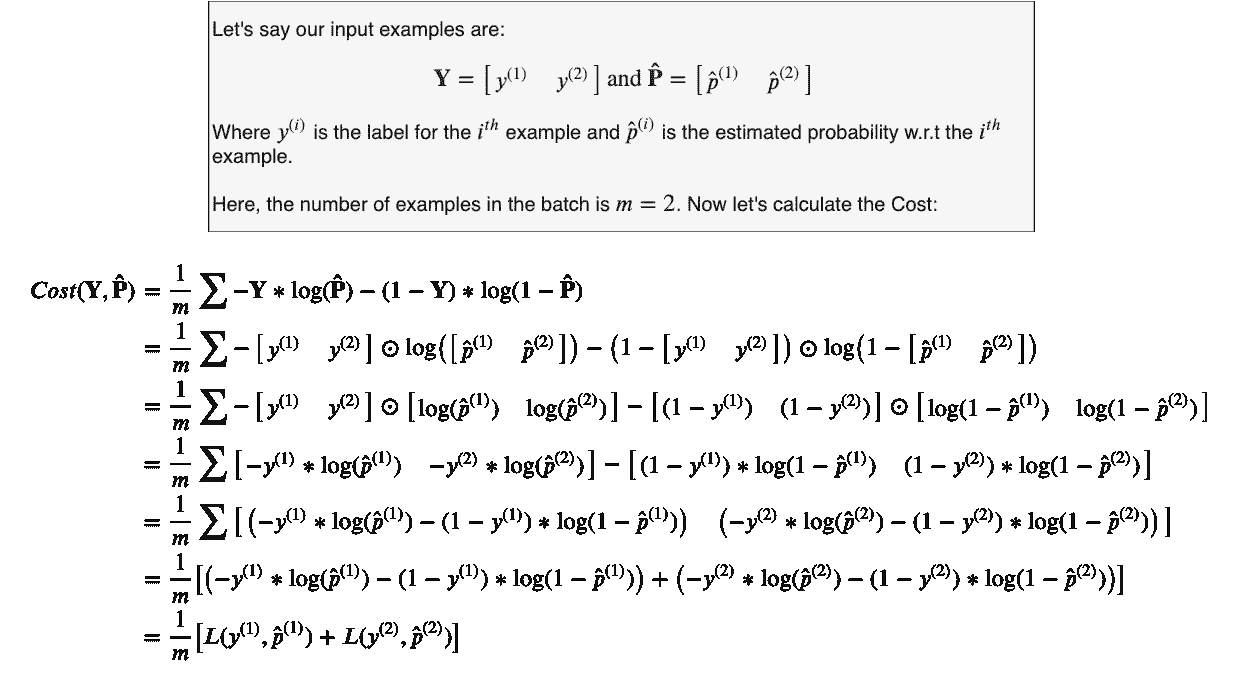 Let's say our input examples are:
Y = [ y^(1) y^(2) ] and P̂ = [ p̂^(1) p̂^(2) ]
Where y^(i) is the label for the i^th example and p̂^(i) is the estimated probability w.r.t the i^th
example.
Here, the number of examples in the batch is m = 2. Now let's calculate the Cost:
Cost(Y, P̂) = 1/m ∑ −Y * log(P̂) − (1 − Y) * log(1 − P̂)
= 1/m ∑ −[ y^(1) y^(2) ] ⊙ log([ p̂^(1) p̂^(2) ]) − (1 − [ y^(1) y^(2) ]) ⊙ log(1 − [ p̂^(1) p̂^(2) ])
= 1/m ∑ −[ y^(1) y^(2) ] ⊙ [ log(p̂^(1)) log(p̂^(2)) ] − [ (1 − y^(1)) (1 − y^(2)) ] ⊙ [ log(1 − p̂^(1)) log(1 − p̂^(2)) ]
= 1/m ∑ [ −y^(1) * log(p̂^(1)) −y^(2) * log(p̂^(2)) ] − [ (1 − y^(1)) * log(1 − p̂^(1)) (1 − y^(2)) * log(1 − p̂^(2)) ]
= 1/m ∑ [ (−y^(1) * log(p̂^(1)) − (1 − y^(1)) * log(1 − p̂^(1))) (−y^(2) * log(p̂^(2)) − (1 − y^(2)) * log(1 − p̂^(2))) ]
= 1/m [(−y^(1) * log(p̂^(1)) − (1 − y^(1)) * log(1 − p̂^(1))) + (−y^(2) * log(p̂^(2)) − (1 − y^(2)) * log(1 − p̂^(2)))]
= 1/m [L(y^(1), p̂^(1)) + L(y^(2), p̂^(2))]